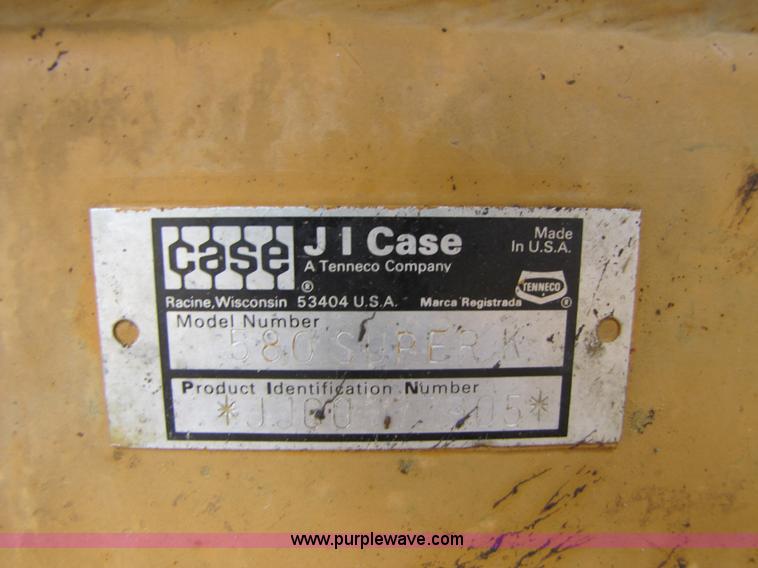 case
J I Case
Made
In U.S.A.
A Tenneco Company
TENNECO
Racine, Wisconsin 53404 U.S.A.
Marca Registrada
Model Number
580 SUPER K
Product Identification Number
www.purplewave.com